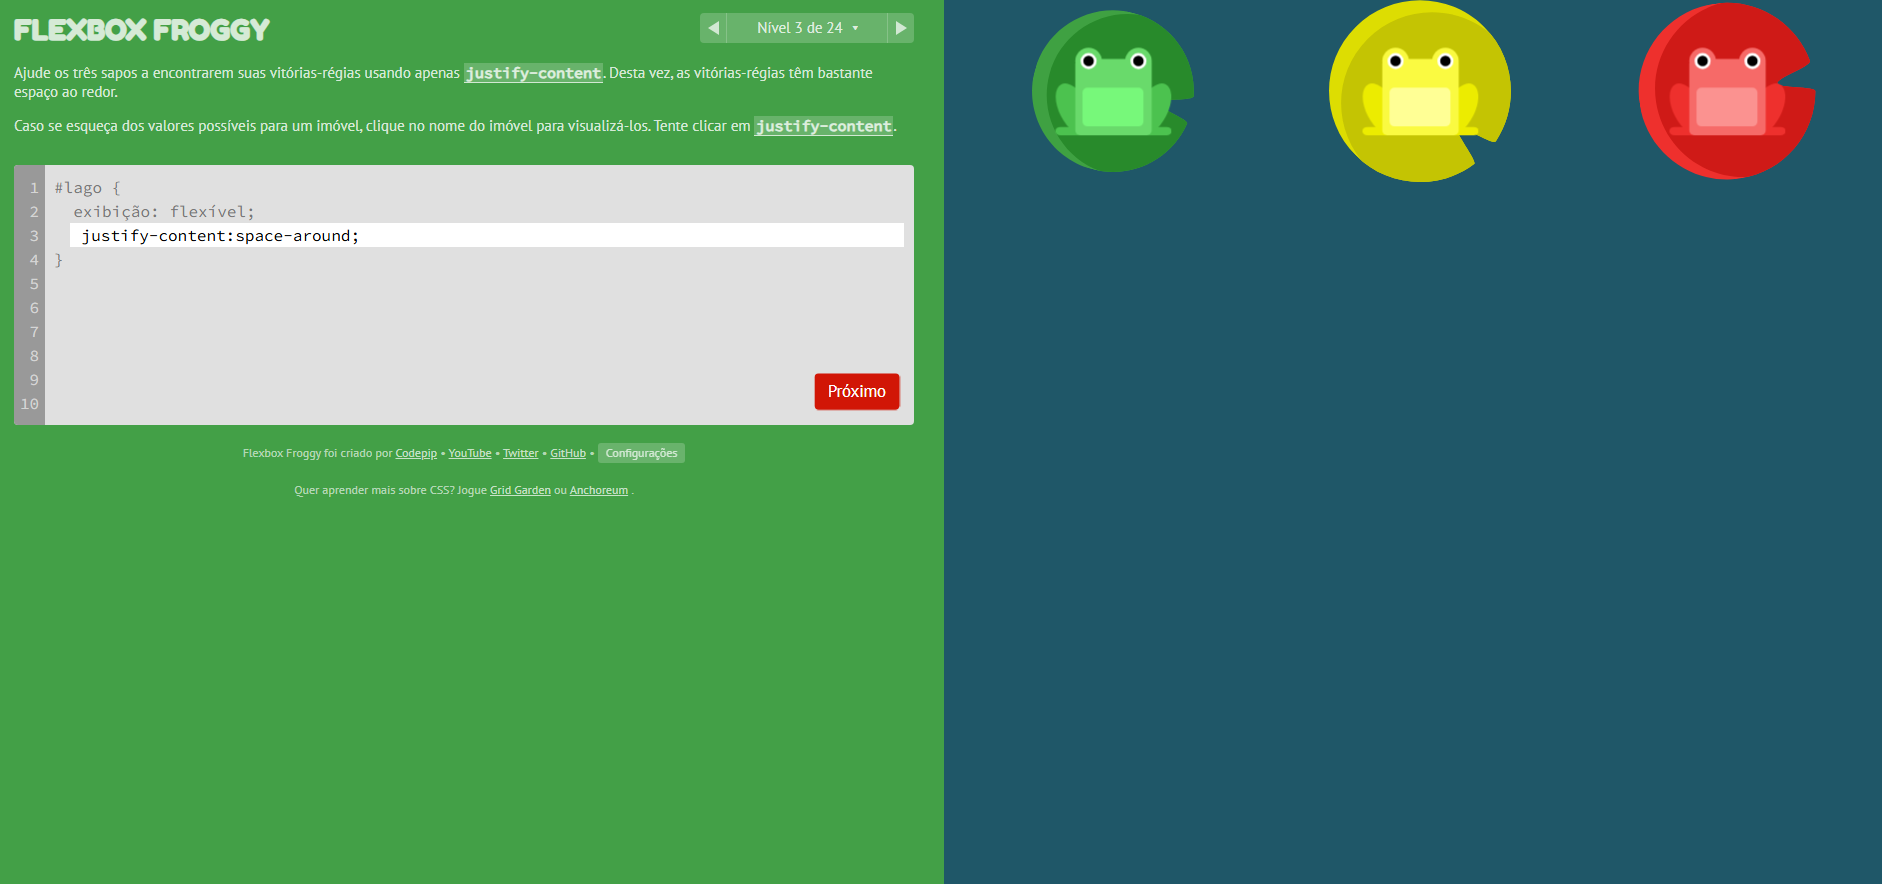 FLEXBOX FROGGY
Nível 3 de 24
Ajude os três sapos a encontrarem suas vitórias-régias usando apenas justify-content. Desta vez, as vitórias-régias têm bastante
espaço ao redor.
Caso se esqueça dos valores possíveis para um imóvel, clique no nome do imóvel para visualizá-los. Tente clicar em justify-content.
1 #lago {
2 exibição: flexível;
3 justify-content:space-around;
4 }
5
6
7
8
9
10
Próximo
Flexbox Froggy foi criado por Codepip • YouTube • Twitter • GitHub • Configurações
Quer aprender mais sobre CSS? Jogue Grid Garden ou Anchoreum .